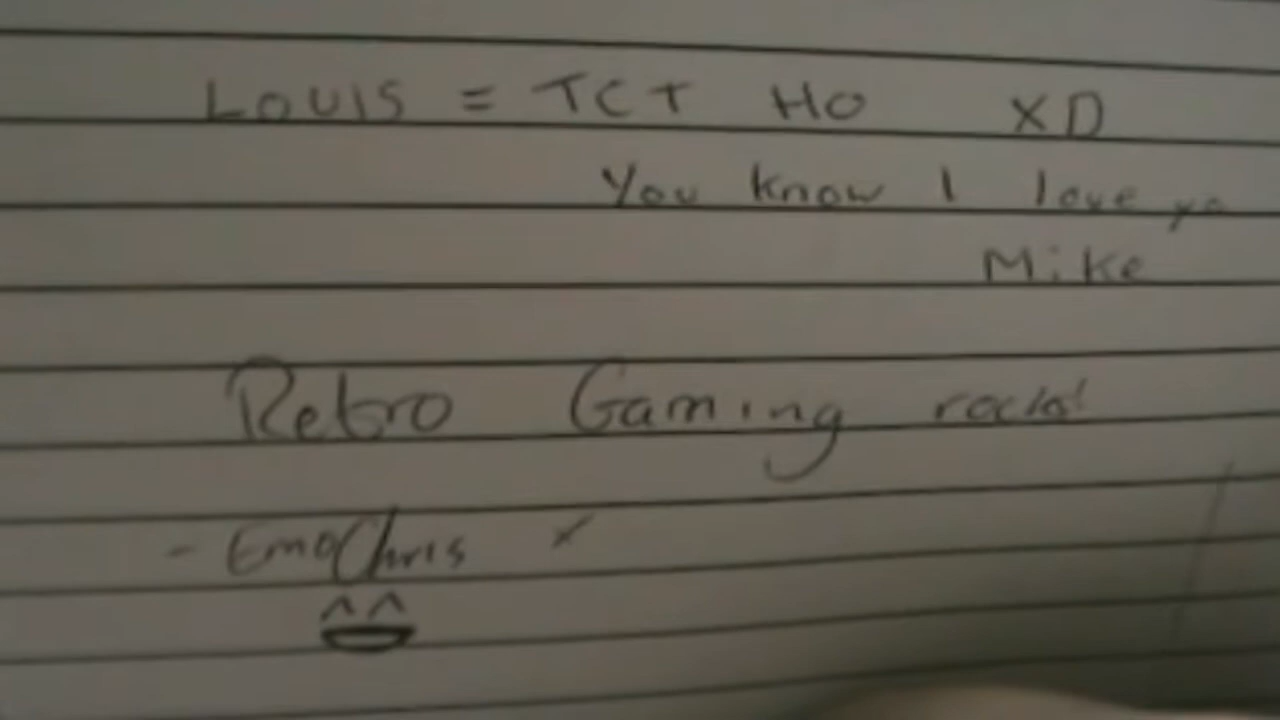 LOUIS = TCT HO XD
You know I love ya
Mike
Retro Gaming rocks!
- EmoChris x